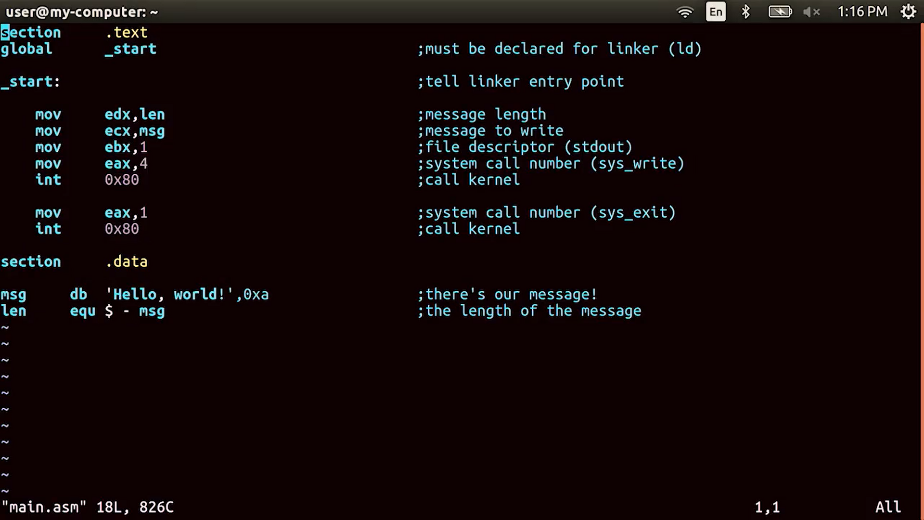 user@my-computer: ~ En 1:16 PM
section .text
global _start ;must be declared for linker (ld)
_start: ;tell linker entry point
mov edx,len ;message length
mov ecx,msg ;message to write
mov ebx,1 ;file descriptor (stdout)
mov eax,4 ;system call number (sys_write)
int 0x80 ;call kernel
mov eax,1 ;system call number (sys_exit)
int 0x80 ;call kernel
section .data
msg db 'Hello, world!',0xa ;there's our message!
len equ $ - msg ;the length of the message
~
~
~
~
~
~
~
~
~
~
~
"main.asm" 18L, 826C 1,1 All